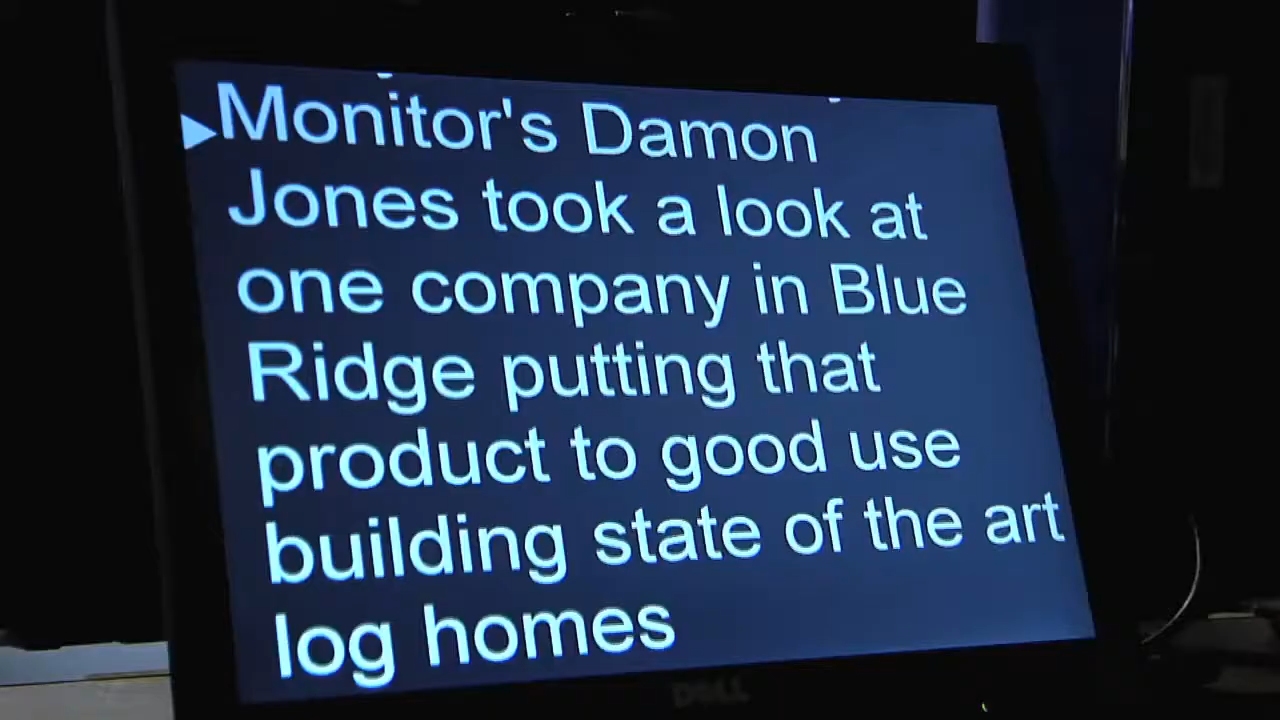 Monitor's Damon
Jones took a look at
one company in Blue
Ridge putting that
product to good use
building state of the art
log homes
DELL